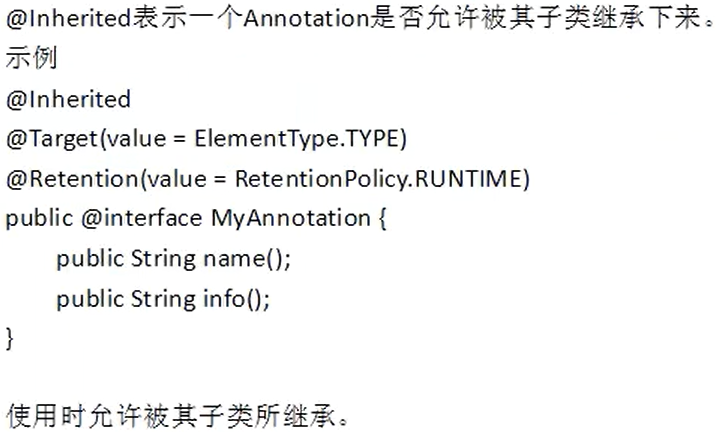 @Inherited表示一个Annotation是否允许被其子类继承下来。
示例
@Inherited
@Target(value = ElementType.TYPE)
@Retention(value = RetentionPolicy.RUNTIME)
public @interface MyAnnotation {
    public String name();
    public String info();
}
使用时允许被其子类所继承。